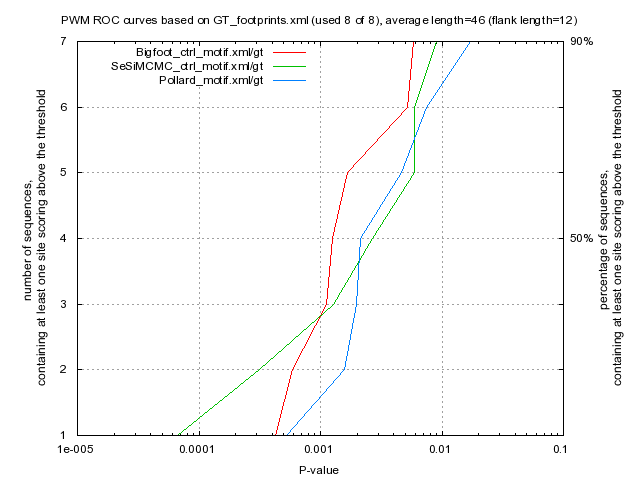 PWM ROC curves based on GT_footprints.xml (used 8 of 8), average length=46 (flank length=12)
Bigfoot_ctrl_motif.xml/gt
SeSiMCMC_ctrl_motif.xml/gt
Pollard_motif.xml/gt
7
6
5
4
3
2
1
90%
50%
number of sequences,
containing at least one site scoring above the threshold
percentage of sequences,
containing at least one site scoring above the threshold
1e-005
0.0001
0.001
0.01
0.1
P-value